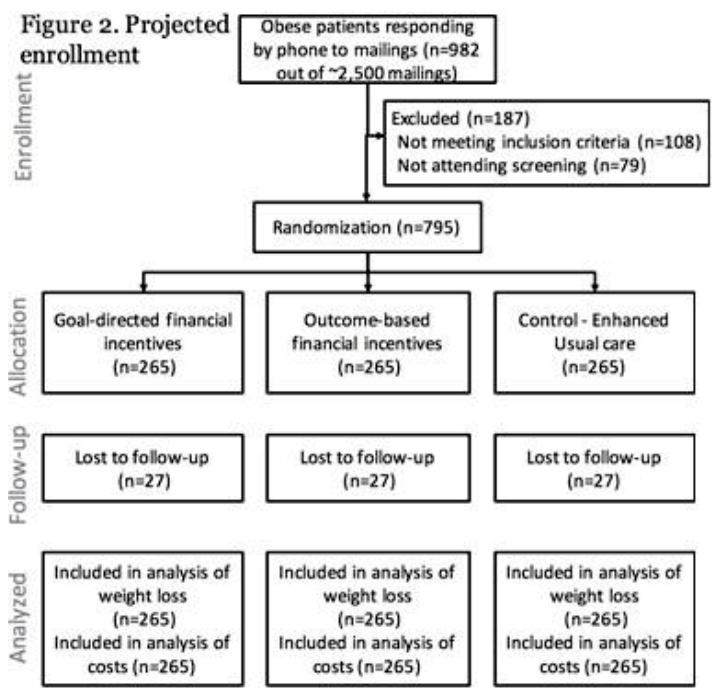 Figure 2. Projected
enrollment
Obese patients responding
by phone to mailings (n=982
out of ~2,500 mailings)
Enrollment
Excluded (n=187)
Not meeting inclusion criteria (n=108)
Not attending screening (n=79)
Randomization (n=795)
Allocation
Goal-directed financial
incentives
(n=265)
Outcome-based
financial incentives
(n=265)
Control - Enhanced
Usual care
(n=265)
Follow-up
Lost to follow-up
(n=27)
Lost to follow-up
(n=27)
Lost to follow-up
(n=27)
Analyzed
Included in analysis of
weight loss
(n=265)
Included in analysis of
costs (n=265)
Included in analysis of
weight loss
(n=265)
Included in analysis of
costs (n=265)
Included in analysis of
weight loss
(n=265)
Included in analysis of
costs (n=265)